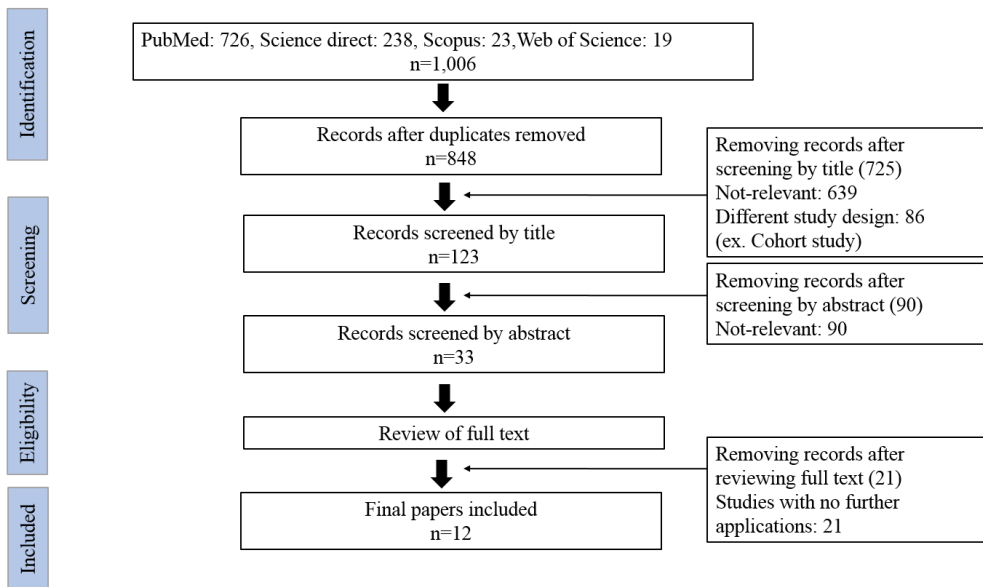 Identification
PubMed: 726, Science direct: 238, Scopus: 23,Web of Science: 19
n=1,006
Records after duplicates removed
n=848
Removing records after
screening by title (725)
Not-relevant: 639
Different study design: 86
(ex. Cohort study)
Screening
Records screened by title
n=123
Removing records after
screening by abstract (90)
Not-relevant: 90
Records screened by abstract
n=33
Eligibility
Review of full text
Removing records after
reviewing full text (21)
Studies with no further
applications: 21
Included
Final papers included
n=12